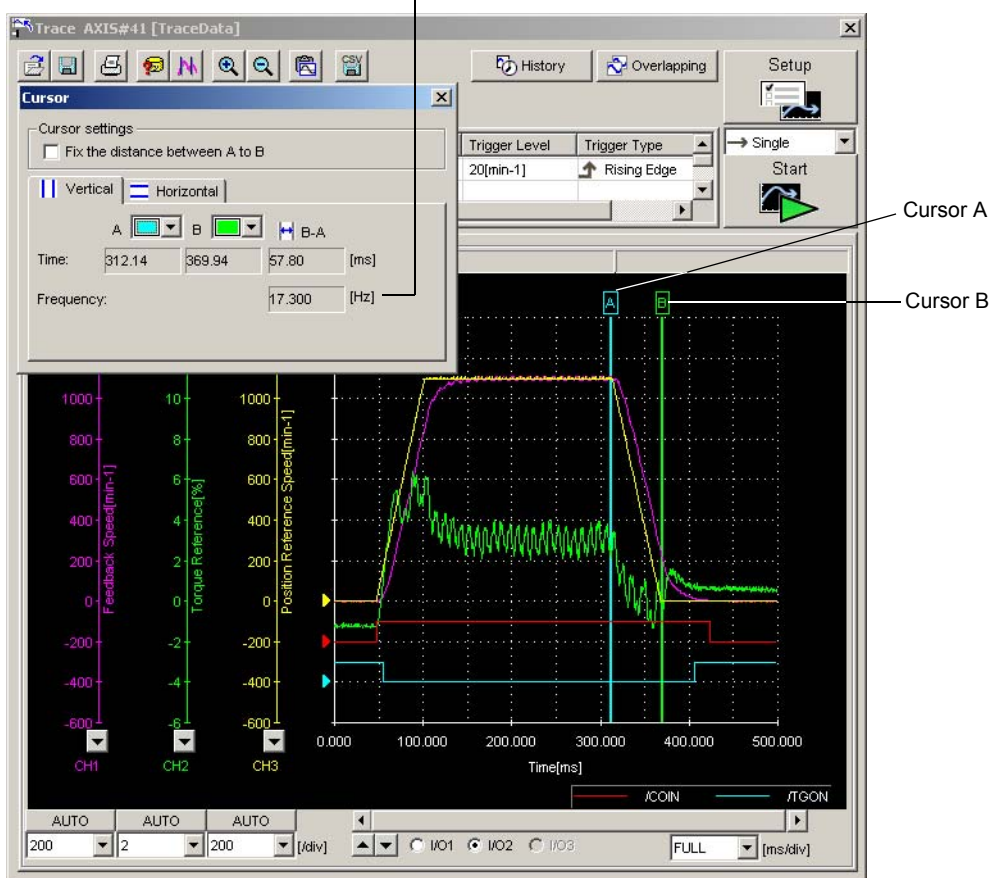 Trace AXIS#41 [TraceData]
CSV
History
Overlapping
Setup
Cursor
Cursor settings
Fix the distance between A to B
Trigger Level
Trigger Type
20[min-1]
Rising Edge
Single
Start
Vertical
Horizontal
A
B
B-A
Time:
312.14
369.94
57.80
[ms]
Frequency:
17.300
[Hz]
Cursor A
Cursor B
A
B
1000
800
600
400
200
0
-200
-400
-600
Feedback Speed[min-1]
10
8
6
4
2
0
-2
-4
-6
Torque Reference[%]
1000
800
600
400
200
0
-200
-400
-600
Position Reference Speed[min-1]
CH1
CH2
CH3
0.000
100.000
200.000
300.000
400.000
500.000
Time[ms]
/COIN
/TGON
AUTO
AUTO
AUTO
200
2
200
[/div]
I/O1
I/O2
I/O3
FULL
[ms/div]